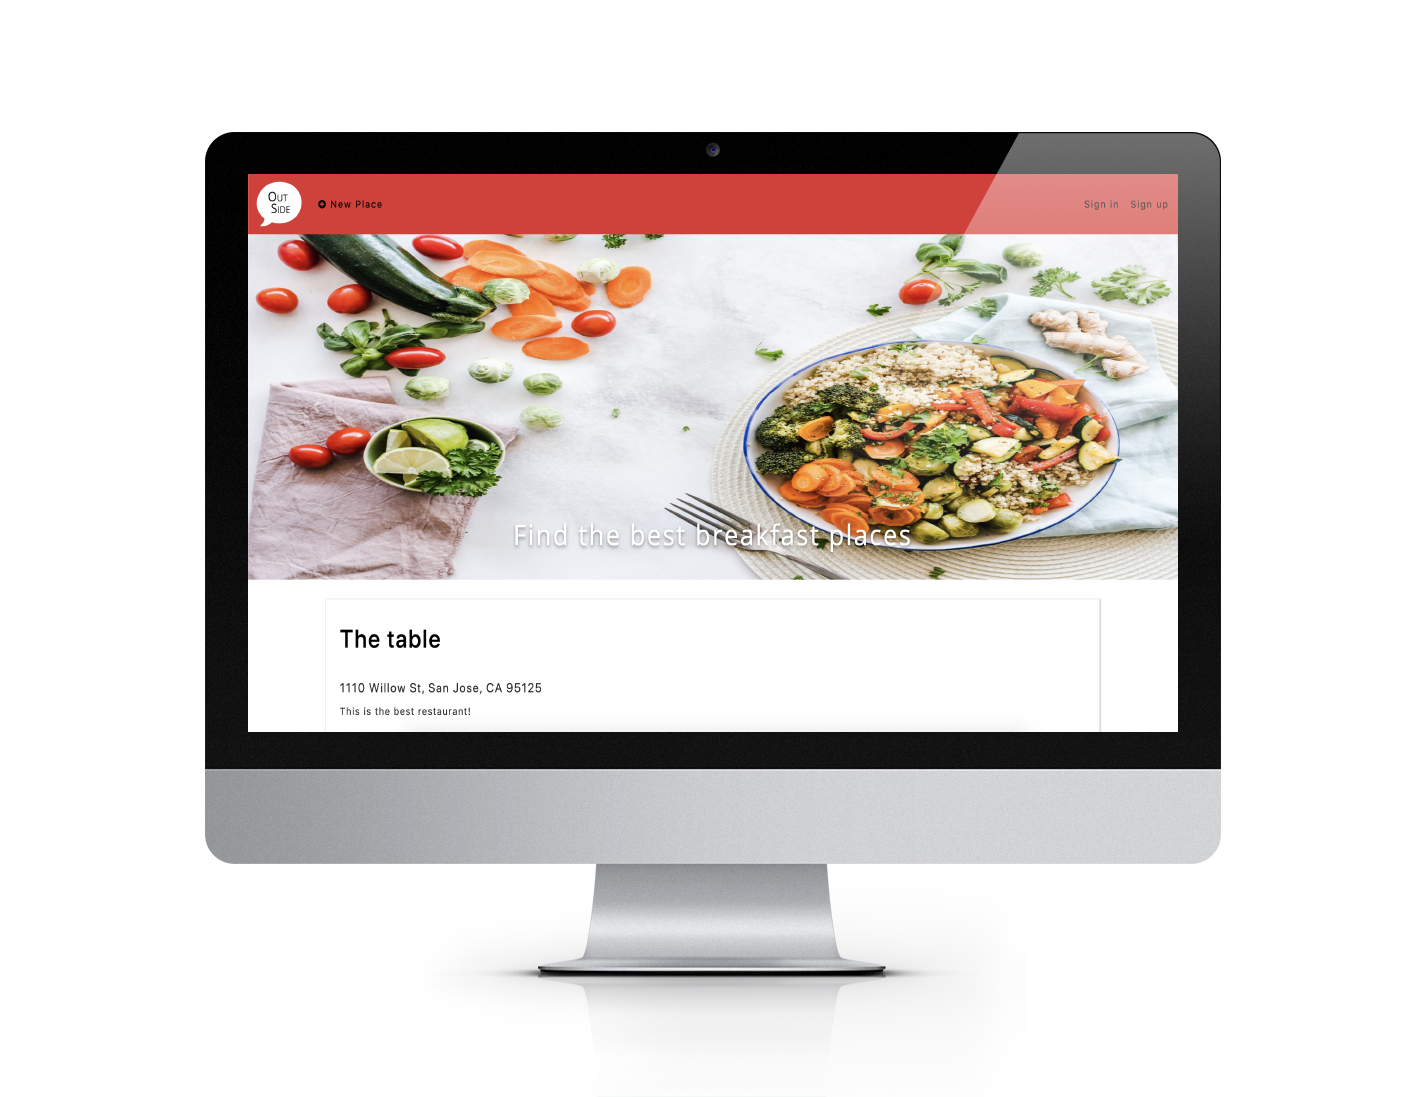 OUT
SIDE
New Place
Sign in Sign up
Find the best breakfast places
The table
1110 Willow St, San Jose, CA 95125
This is the best restaurant!